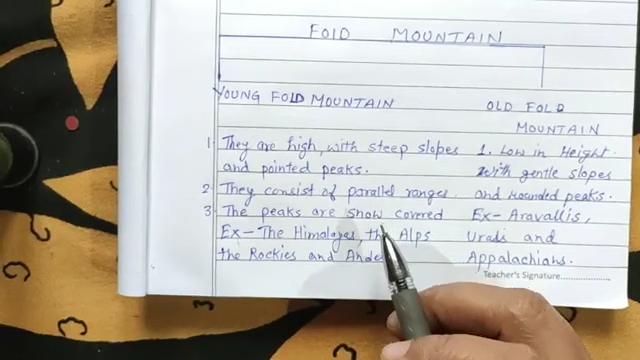 FOLD MOUNTAIN
YOUNG FOLD MOUNTAIN
1. They are high, with steep slopes
and pointed peaks.
2. They consist of parallel ranges
3. The peaks are snow covered
Ex- The Himalayas, the Alps
the Rockies and
OLD FOLD
MOUNTAIN
1. Low in Height.
with gentle slopes
and rounded peaks.
Ex- Aravallis,
Urals and
Appalachians.
Teacher's Signature